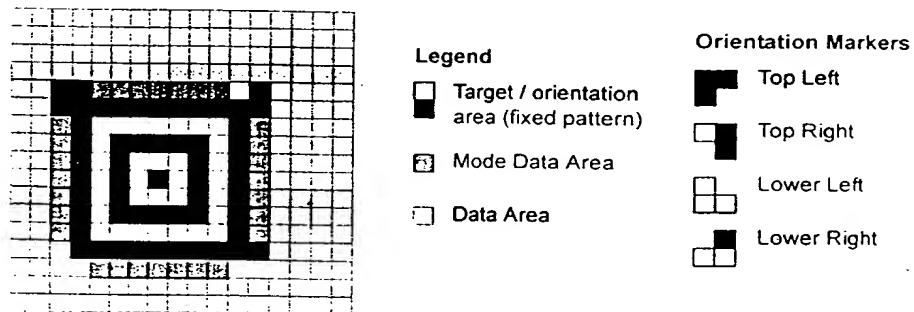 Legend
Target / orientation
area (fixed pattern)
Mode Data Area
Data Area
Orientation Markers
Top Left
Top Right
Lower Left
Lower Right